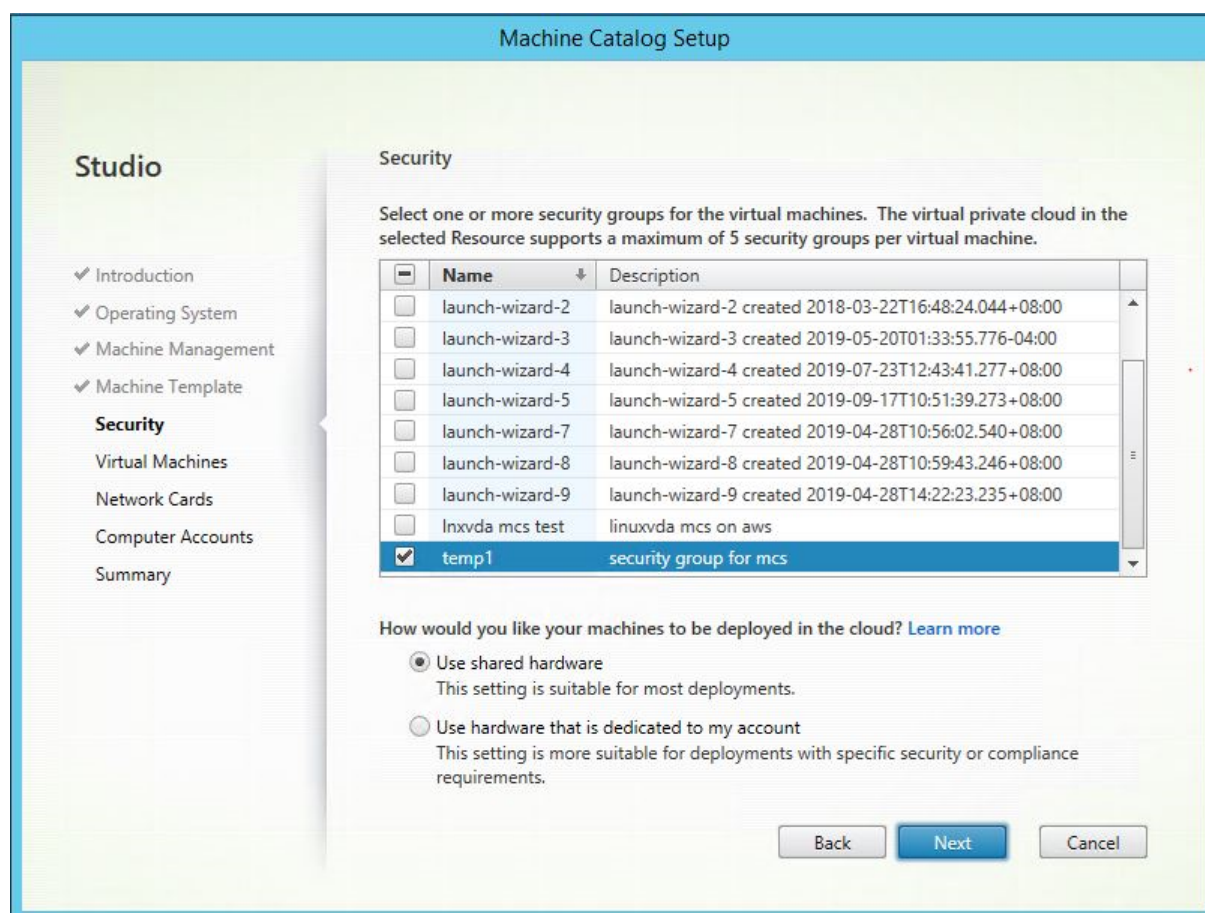 Machine Catalog Setup
Studio
Introduction
Operating System
Machine Management
Machine Template
Security
Virtual Machines
Network Cards
Computer Accounts
Summary
Security
Select one or more security groups for the virtual machines. The virtual private cloud in the
selected Resource supports a maximum of 5 security groups per virtual machine.
Name Description
launch-wizard-2 launch-wizard-2 created 2018-03-22T16:48:24.044+08:00
launch-wizard-3 launch-wizard-3 created 2019-05-20T01:33:55.776-04:00
launch-wizard-4 launch-wizard-4 created 2019-07-23T12:43:41.277+08:00
launch-wizard-5 launch-wizard-5 created 2019-09-17T10:51:39.273+08:00
launch-wizard-7 launch-wizard-7 created 2019-04-28T10:56:02.540+08:00
launch-wizard-8 launch-wizard-8 created 2019-04-28T10:59:43.246+08:00
launch-wizard-9 launch-wizard-9 created 2019-04-28T14:22:23.235+08:00
lnxvda mcs test linuxvda mcs on aws
temp1 security group for mcs
How would you like your machines to be deployed in the cloud? Learn more
Use shared hardware
This setting is suitable for most deployments.
Use hardware that is dedicated to my account
This setting is more suitable for deployments with specific security or compliance
requirements.
Back Next Cancel